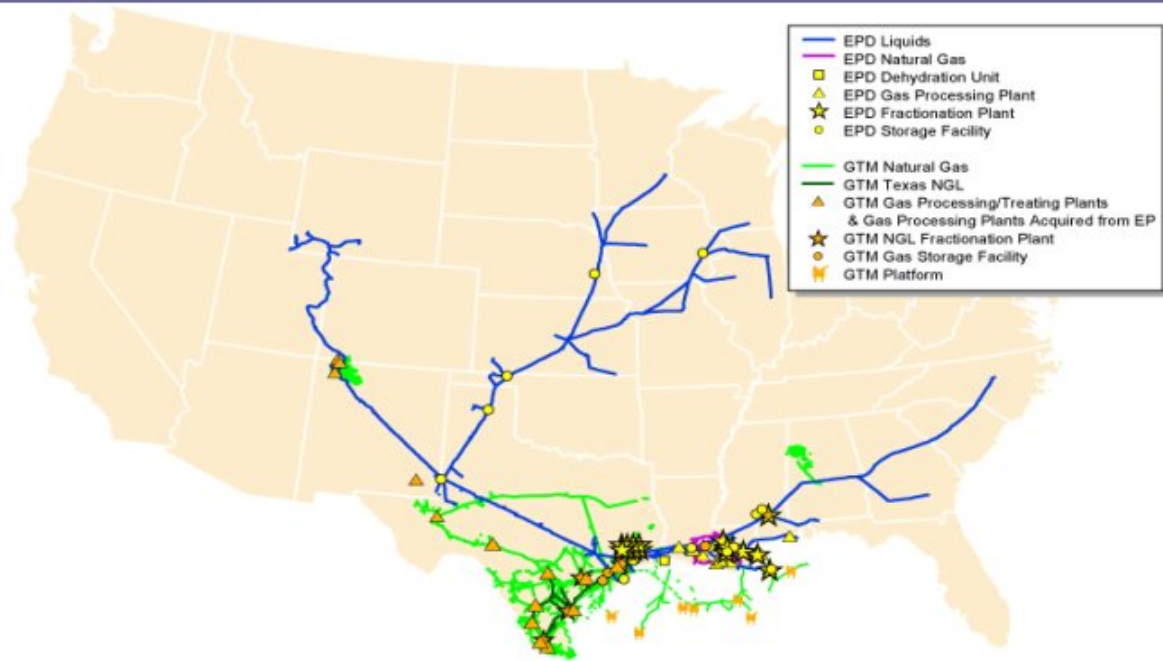 EPD Liquids
EPD Natural Gas
EPD Dehydration Unit
EPD Gas Processing Plant
EPD Fractionation Plant
EPD Storage Facility
GTM Natural Gas
GTM Texas NGL
GTM Gas Processing/Treating Plants
& Gas Processing Plants Acquired from EP
GTM NGL Fractionation Plant
GTM Gas Storage Facility
GTM Platform